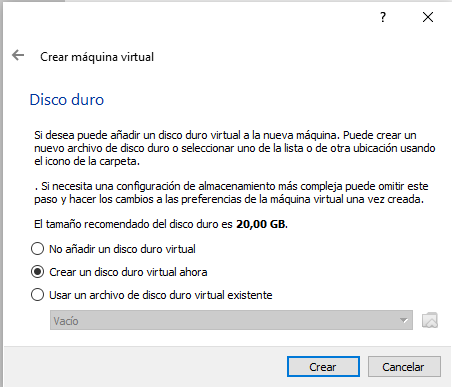 ?
Crear máquina virtual
Disco duro
Si desea puede añadir un disco duro virtual a la nueva máquina. Puede crear un
nuevo archivo de disco duro o seleccionar uno de la lista o de otra ubicación usando
el icono de la carpeta.
. Si necesita una configuración de almacenamiento más compleja puede omitir este
paso y hacer los cambios a las preferencias de la máquina virtual una vez creada.
El tamaño recomendado del disco duro es 20,00 GB.
No añadir un disco duro virtual
Crear un disco duro virtual ahora
Usar un archivo de disco duro virtual existente
Vacío
Crear Cancelar